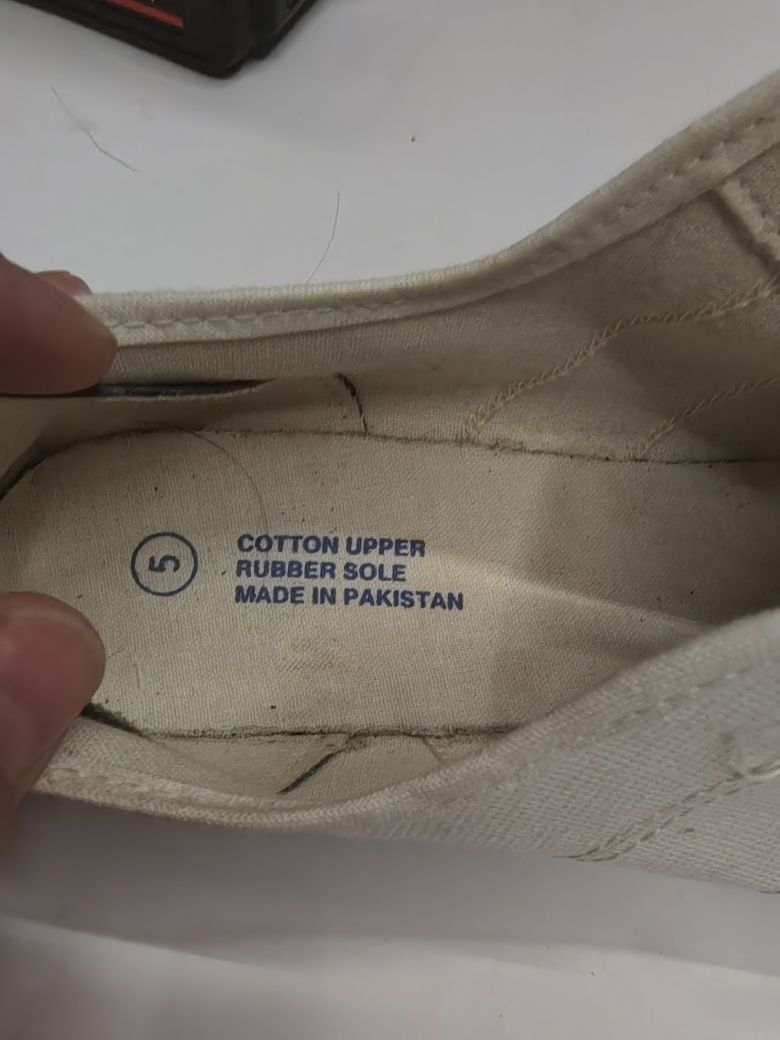 5
COTTON UPPER
RUBBER SOLE
MADE IN PAKISTAN